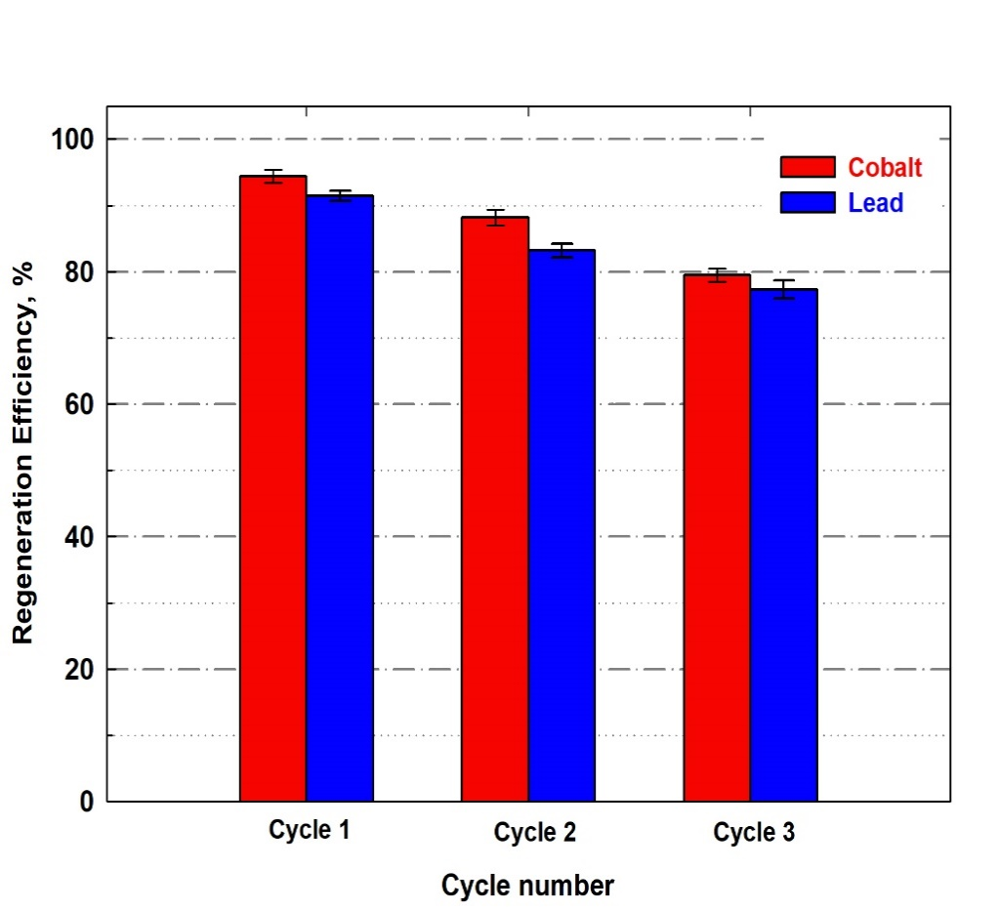 100
80
60
40
20
0
Regeneration Efficiency, %
Cobalt
Lead
Cycle 1
Cycle 2
Cycle 3
Cycle number